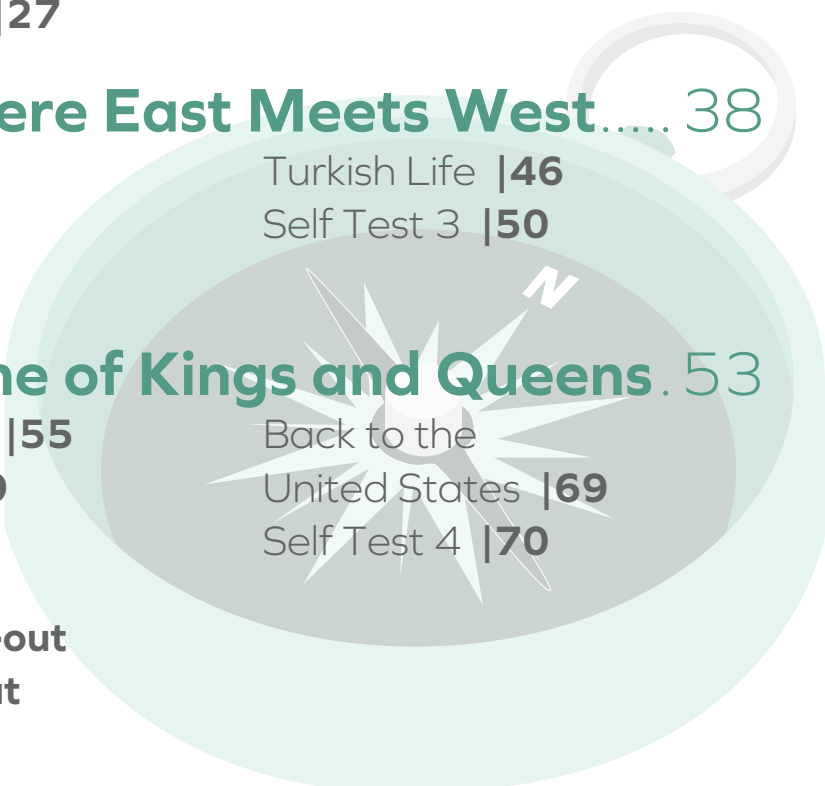 |27
ere East Meets West..... 38
Turkish Life |46
Self Test 3 |50
N
ne of Kings and Queens. 53
|55 Back to the
United States |69
Self Test 4 |70
-out